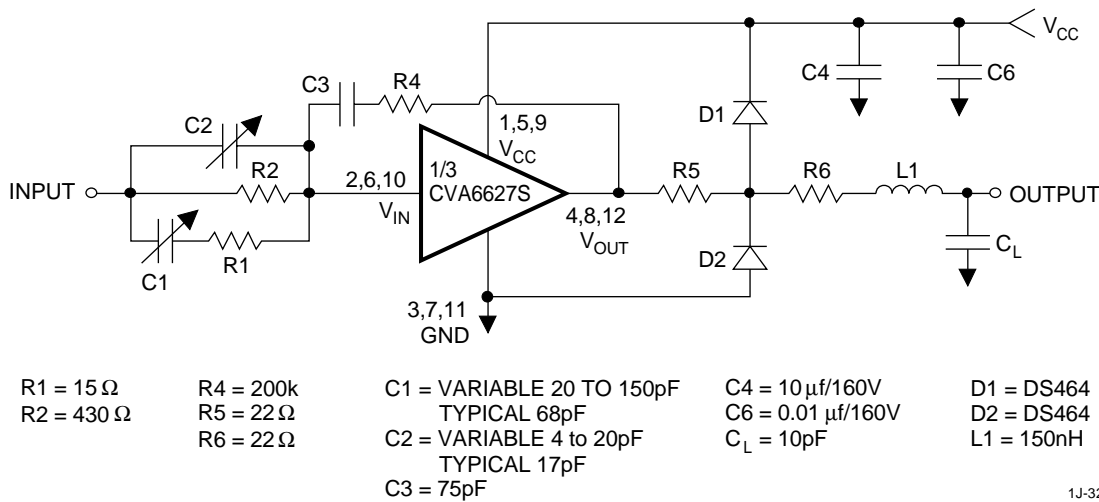 V_CC
C3
R4
C4
C6
C2
D1
1,5,9
V_CC
1/3
CVA6627S
R2
2,6,10
R5
R6
L1
INPUT
OUTPUT
V_IN
4,8,12
V_OUT
C1
R1
D2
C_L
3,7,11
GND
R1 = 15 Ω
R2 = 430 Ω
R4 = 200k
R5 = 22 Ω
R6 = 22 Ω
C1 = VARIABLE 20 TO 150pF
TYPICAL 68pF
C2 = VARIABLE 4 to 20pF
TYPICAL 17pF
C3 = 75pF
C4 = 10 μf/160V
C6 = 0.01 μf/160V
C_L = 10pF
D1 = DS464
D2 = DS464
L1 = 150nH
1J-32